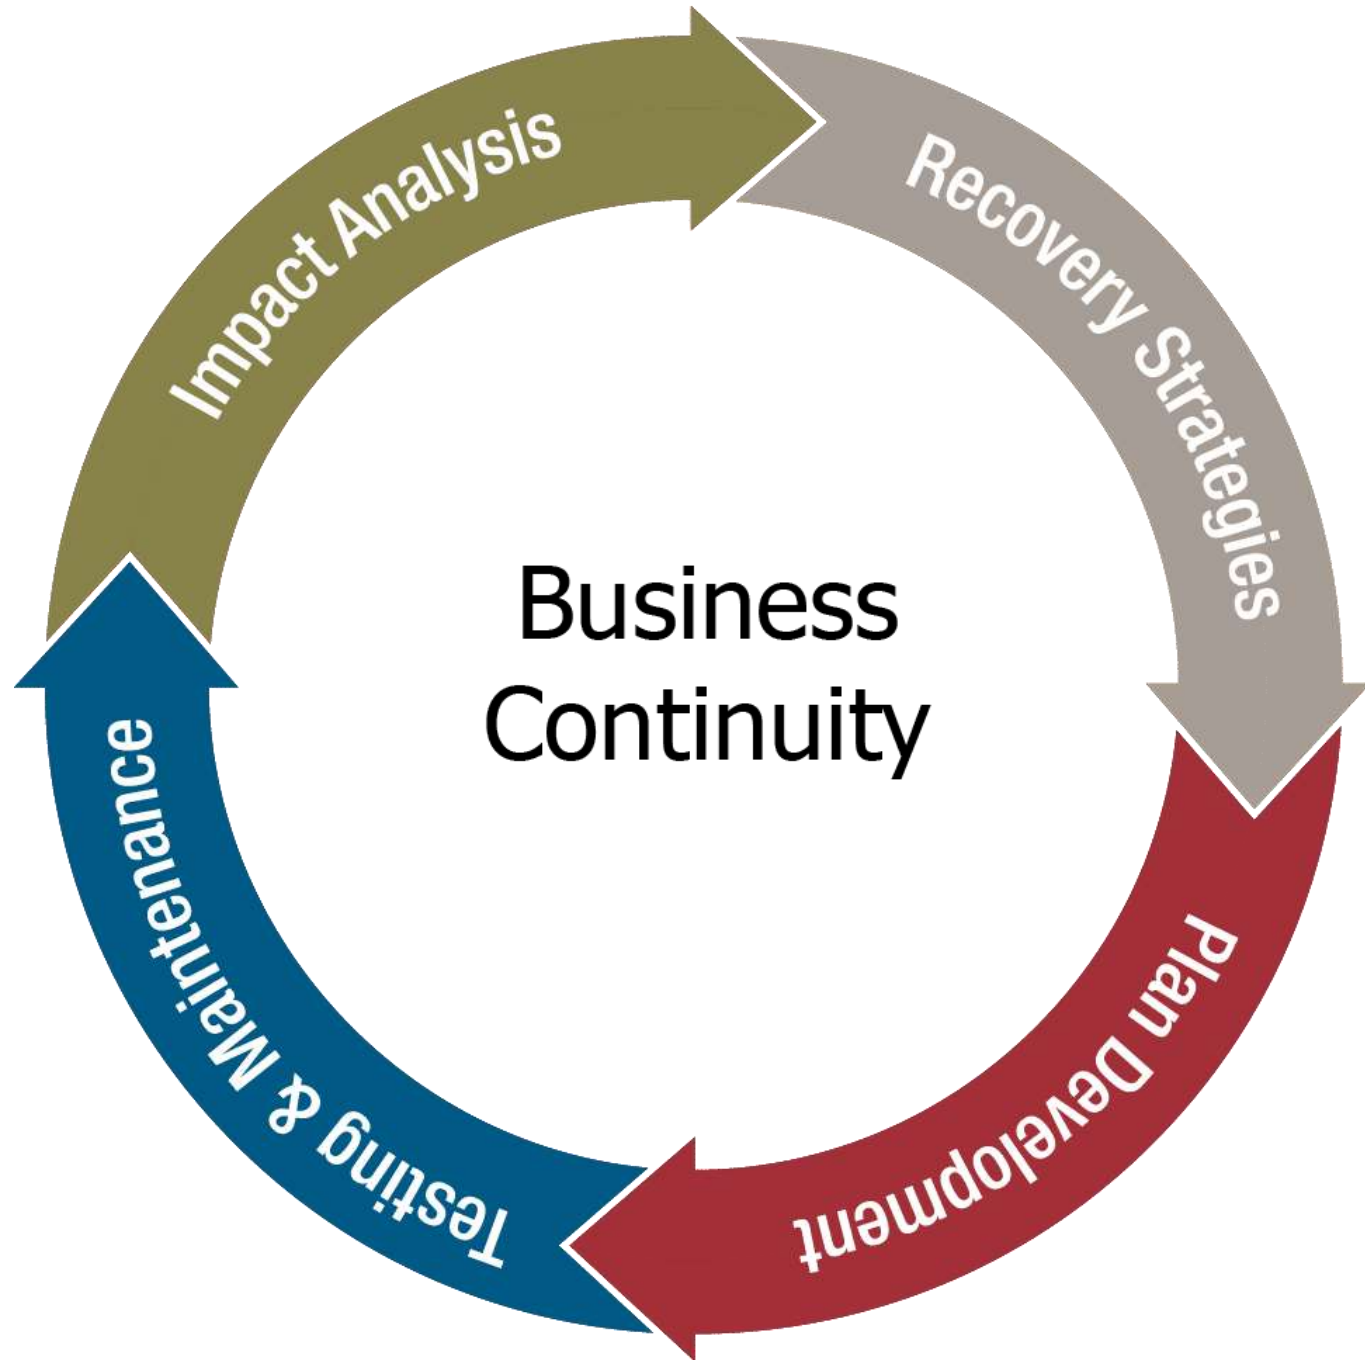 Impact Analysis
Recovery Strategies
Business
Continuity
Plan Development
Testing & Maintenance